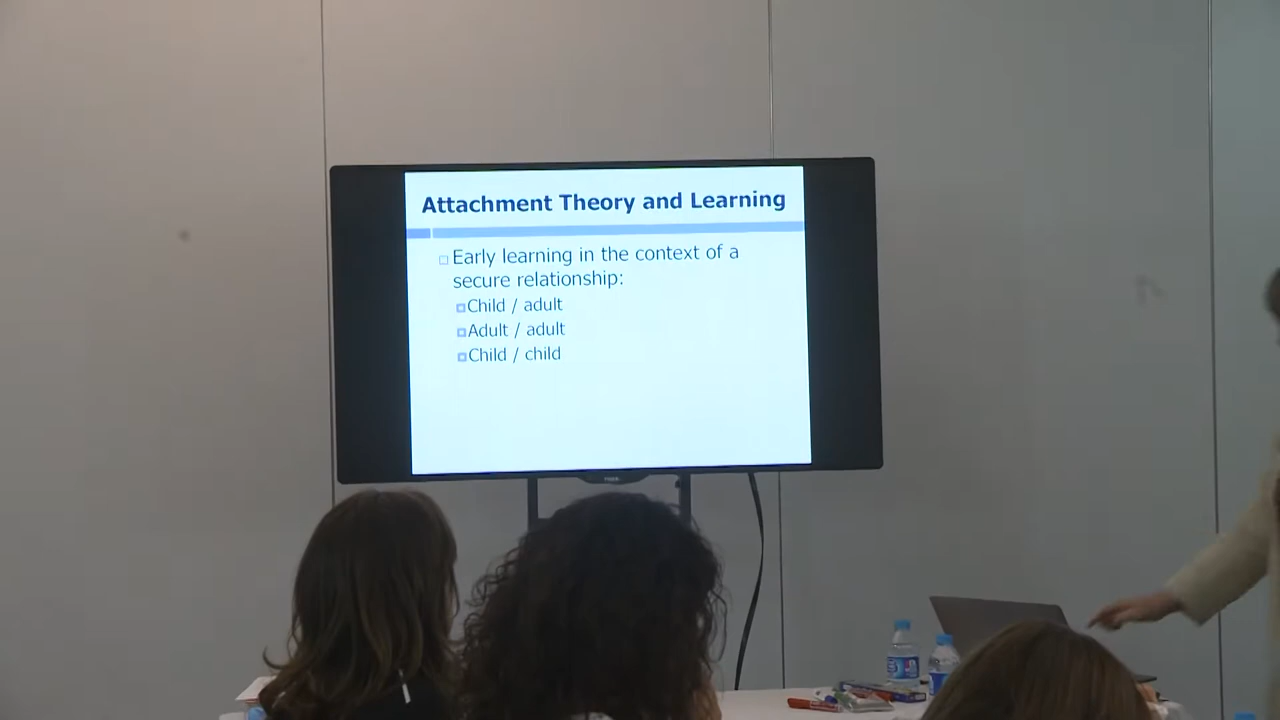 Attachment Theory and Learning
Early learning in the context of a
secure relationship:
Child / adult
Adult / adult
Child / child